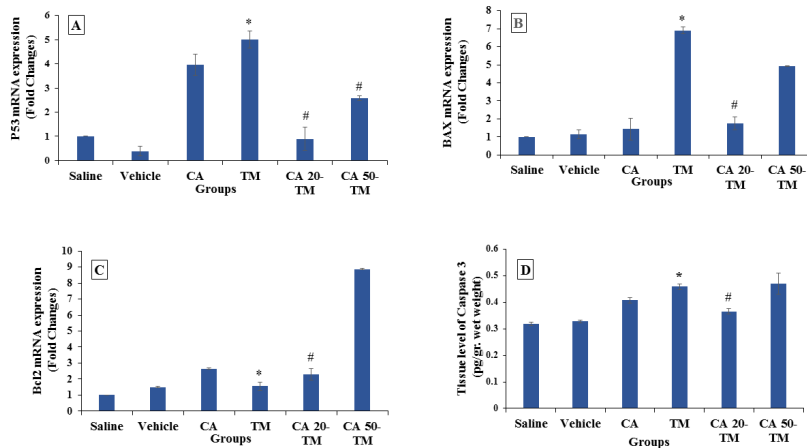 A
P53 mRNA expression
(Fold Changes)
6
5
4
3
2
1
0
*
#
#
Saline Vehicle CA TM CA 20-TM CA 50-TM
Groups
B
BAX mRNA expression
(Fold Changes)
8
7
6
5
4
3
2
1
0
*
#
Saline Vehicle CA TM CA 20-TM CA 50-TM
Groups
C
Bcl2 mRNA expression
(Fold Changes)
10
9
8
7
6
5
4
3
2
1
0
*
#
Saline Vehicle CA TM CA 20-TM CA 50-TM
Groups
D
Tissue level of Caspase 3
(pg/gr. wet weight)
0.6
0.5
0.4
0.3
0.2
0.1
0
*
#
Saline Vehicle CA TM CA 20-TM CA 50-TM
Groups